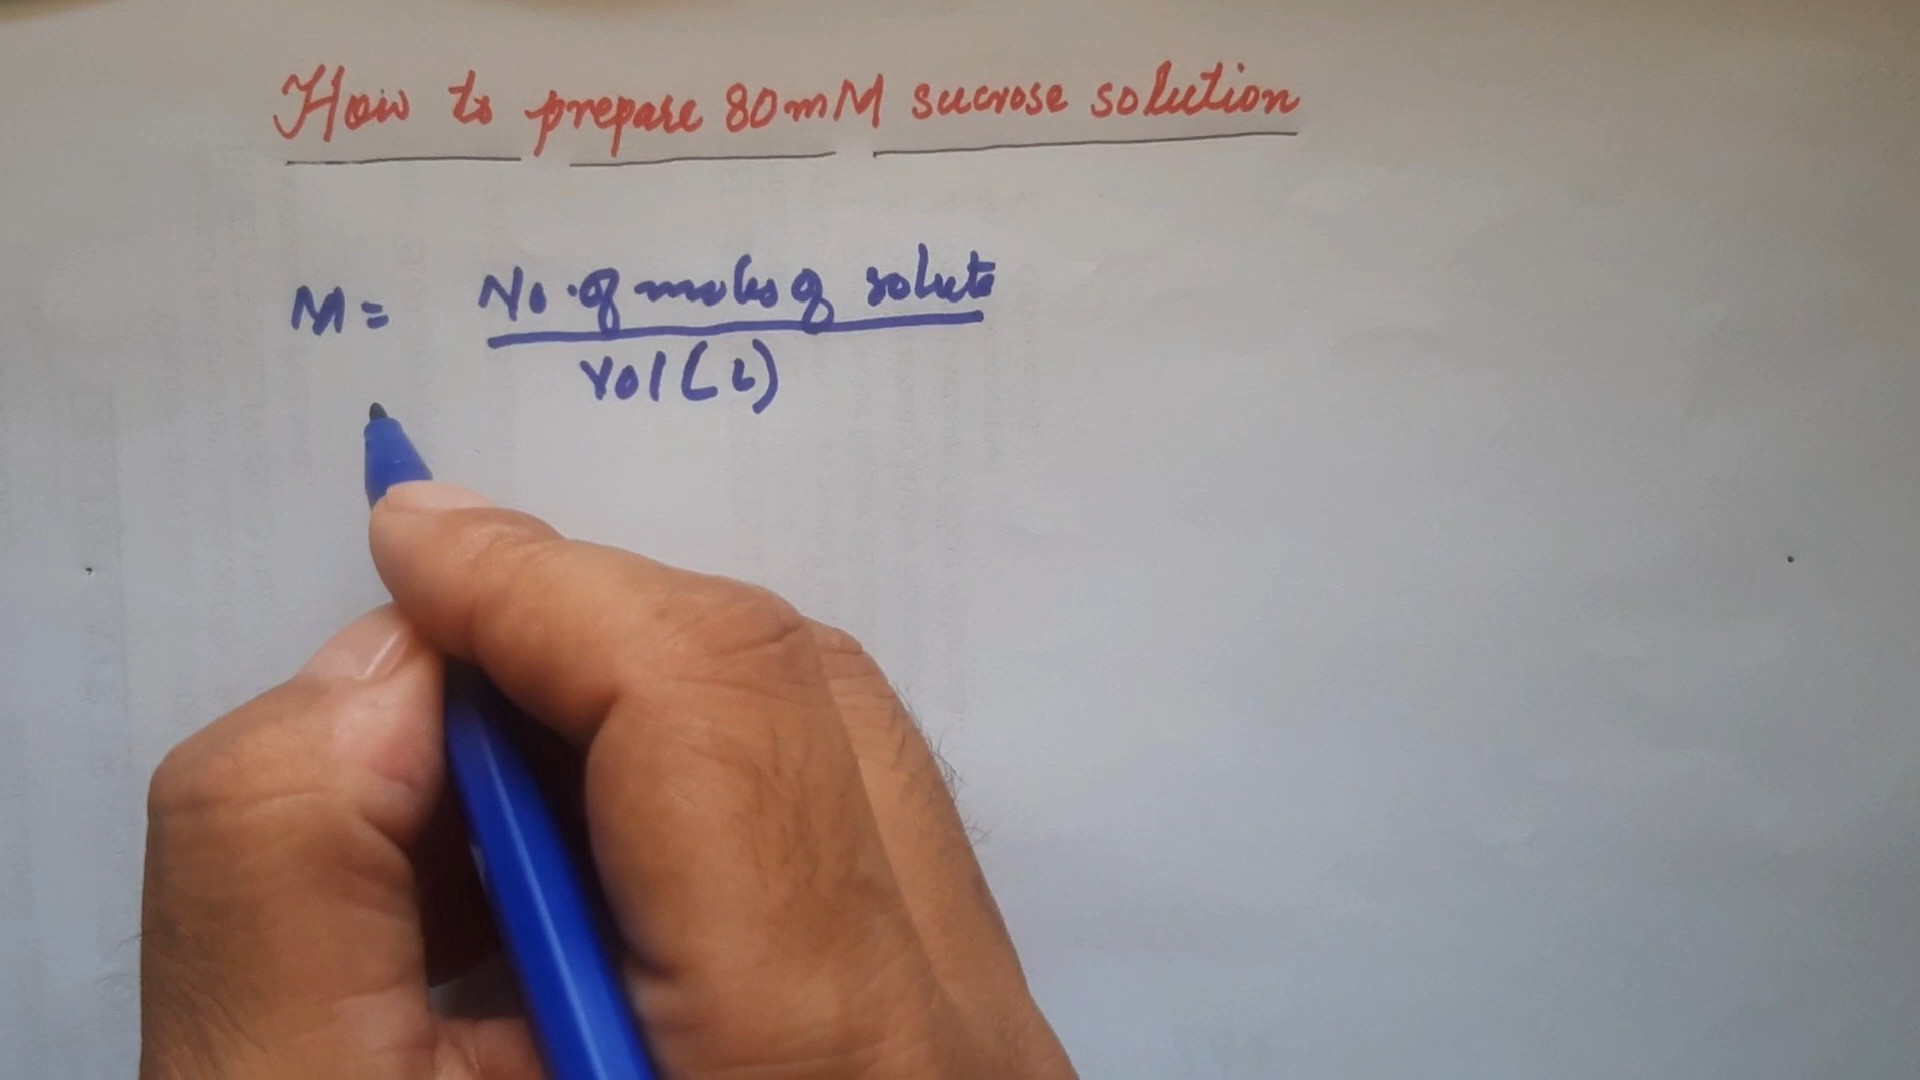 How to prepare 80mM sucrose solution
M = No. of moles of solute
Vol (L)